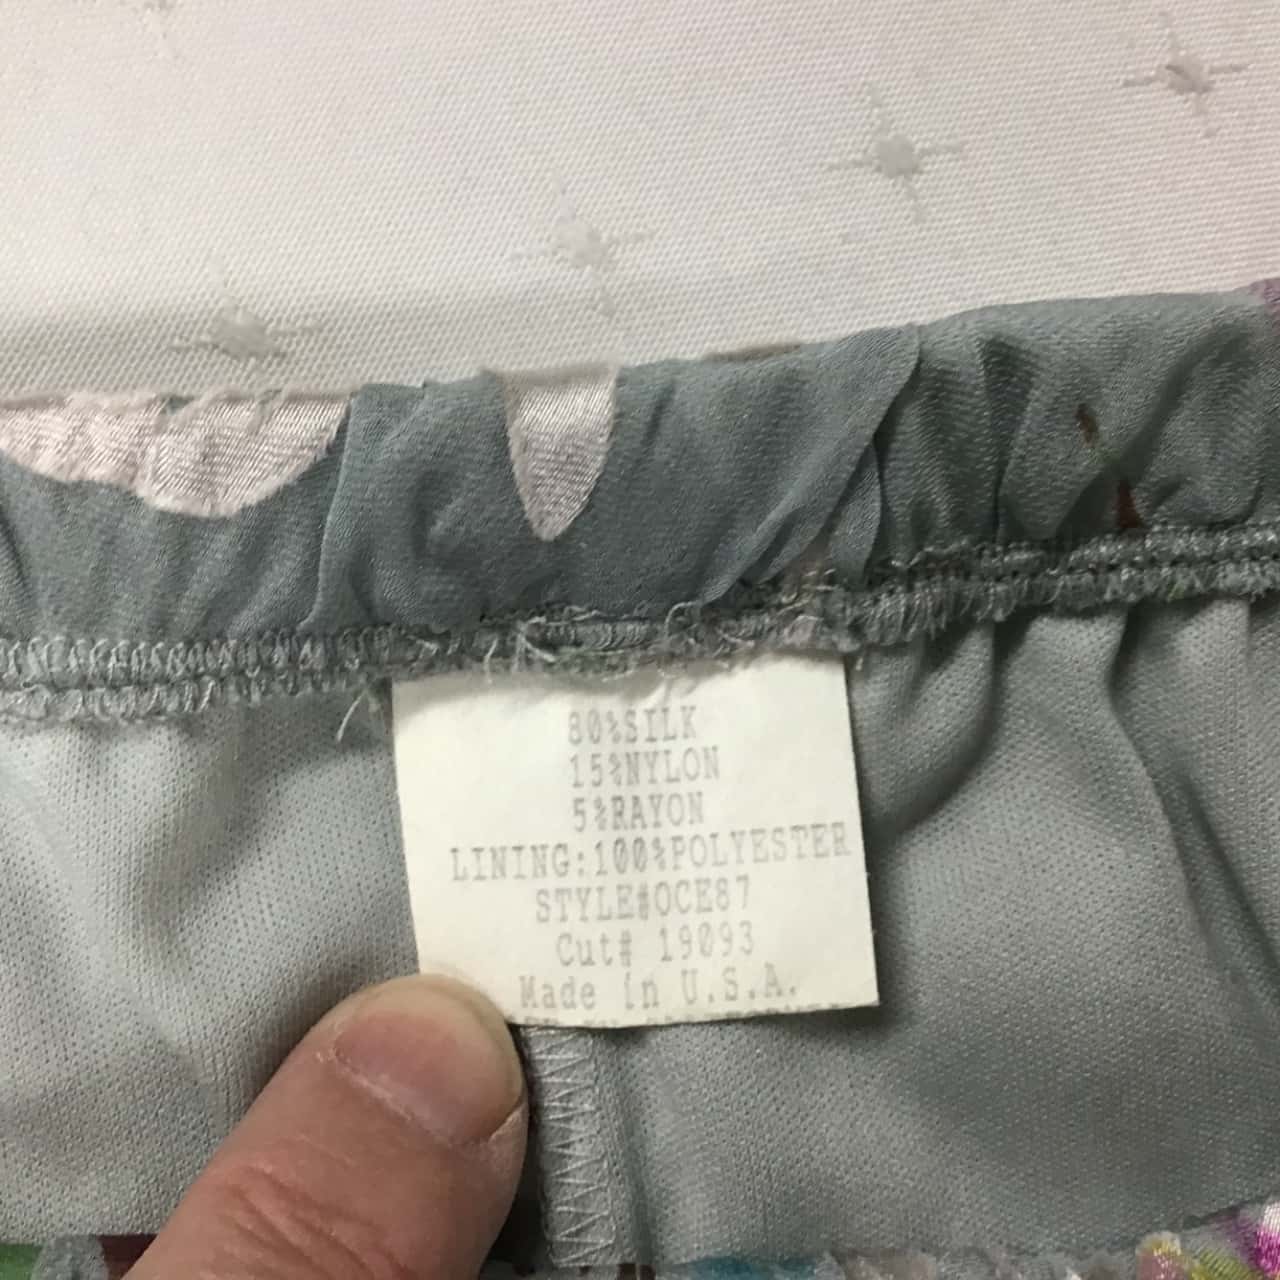 80%SILK
15%NYLON
5%RAYON
LINING:100%POLYESTER
STYLE#OCE87
Cut# 19093
Made in U.S.A.